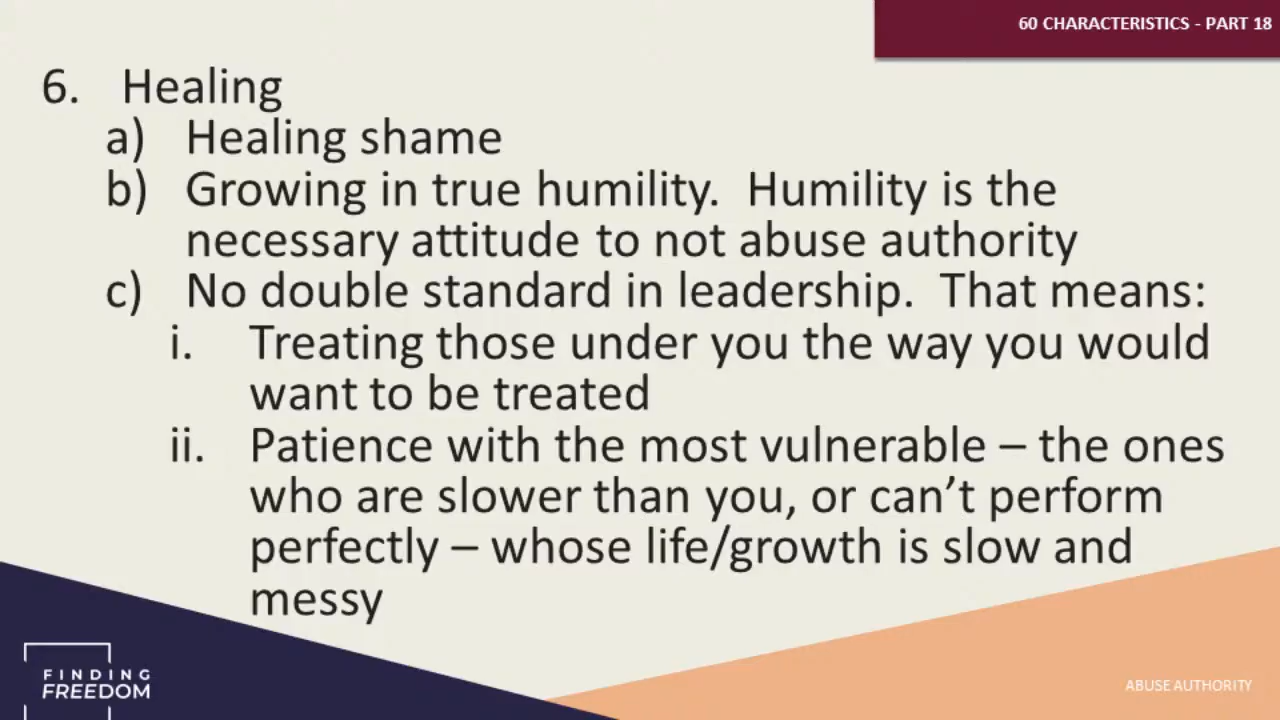 60 CHARACTERISTICS - PART 18
6. Healing
a) Healing shame
b) Growing in true humility.  Humility is the
necessary attitude to not abuse authority
c) No double standard in leadership.  That means:
i. Treating those under you the way you would
want to be treated
ii. Patience with the most vulnerable – the ones
who are slower than you, or can’t perform
perfectly – whose life/growth is slow and
messy
FINDING
FREEDOM
ABUSE AUTHORITY